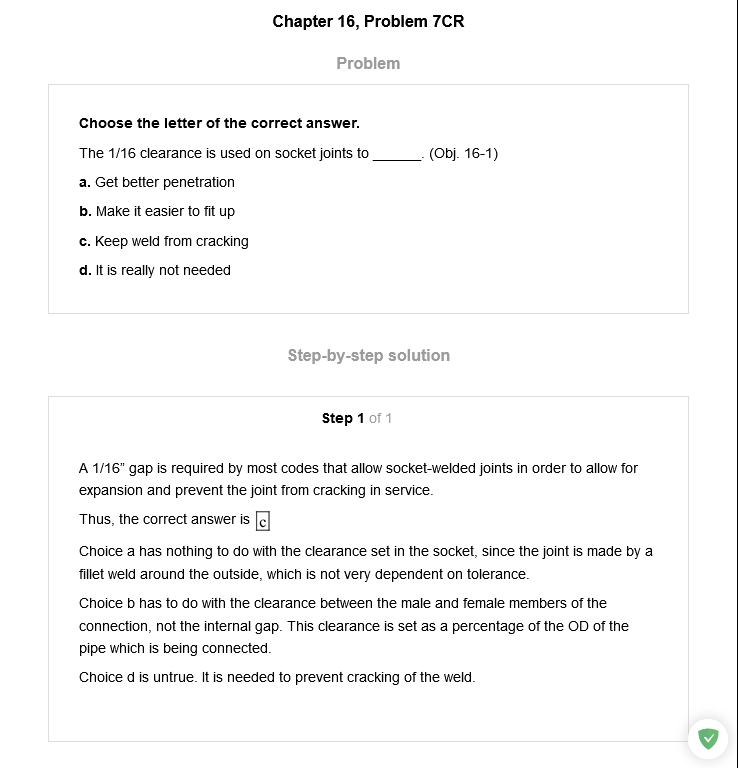 Chapter 16, Problem 7CR
Problem
Choose the letter of the correct answer.
The 1/16 clearance is used on socket joints to ______. (Obj. 16-1)
a. Get better penetration
b. Make it easier to fit up
c. Keep weld from cracking
d. It is really not needed
Step-by-step solution
Step 1 of 1
A 1/16” gap is required by most codes that allow socket-welded joints in order to allow for
expansion and prevent the joint from cracking in service.
Thus, the correct answer is c
Choice a has nothing to do with the clearance set in the socket, since the joint is made by a
fillet weld around the outside, which is not very dependent on tolerance.
Choice b has to do with the clearance between the male and female members of the
connection, not the internal gap. This clearance is set as a percentage of the OD of the
pipe which is being connected.
Choice d is untrue. It is needed to prevent cracking of the weld.